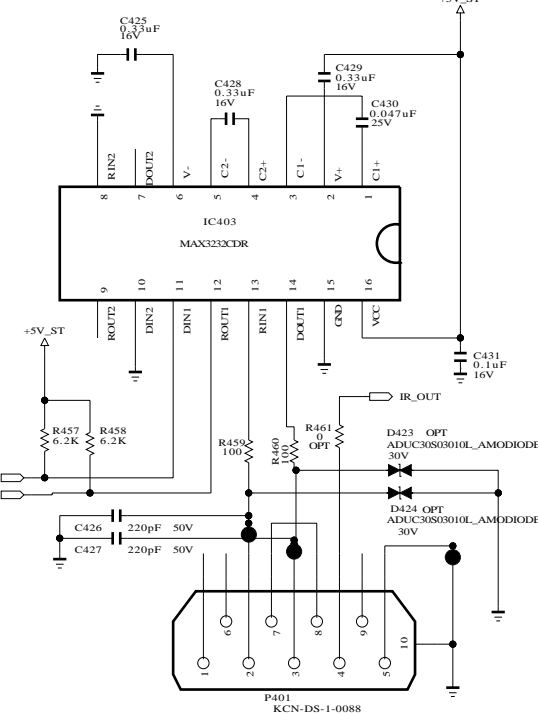 +5V_ST
C425
0.33uF
16V
C429
0.33uF
16V
C428
0.33uF
16V
C430
0.047uF
25V
RIN2
DOUT2
V-
C2-
C2+
C1-
V+
C1+
8
7
6
5
4
3
2
1
IC403
MAX3232CDR
9
10
11
12
13
14
15
16
ROUT2
DIN2
DIN1
ROUT1
RIN1
DOUT1
GND
VCC
+5V_ST
C431
0.1uF
16V
IR_OUT
R457
6.2K
R458
6.2K
R459
100
R460
100
R461
0
OPT
D423 OPT
ADUC30S03010L_AMODIODE
30V
D424 OPT
ADUC30S03010L_AMODIODE
30V
C426 220pF 50V
C427 220pF 50V
6
7
8
9
10
1
2
3
4
5
P401
KCN-DS-1-0088